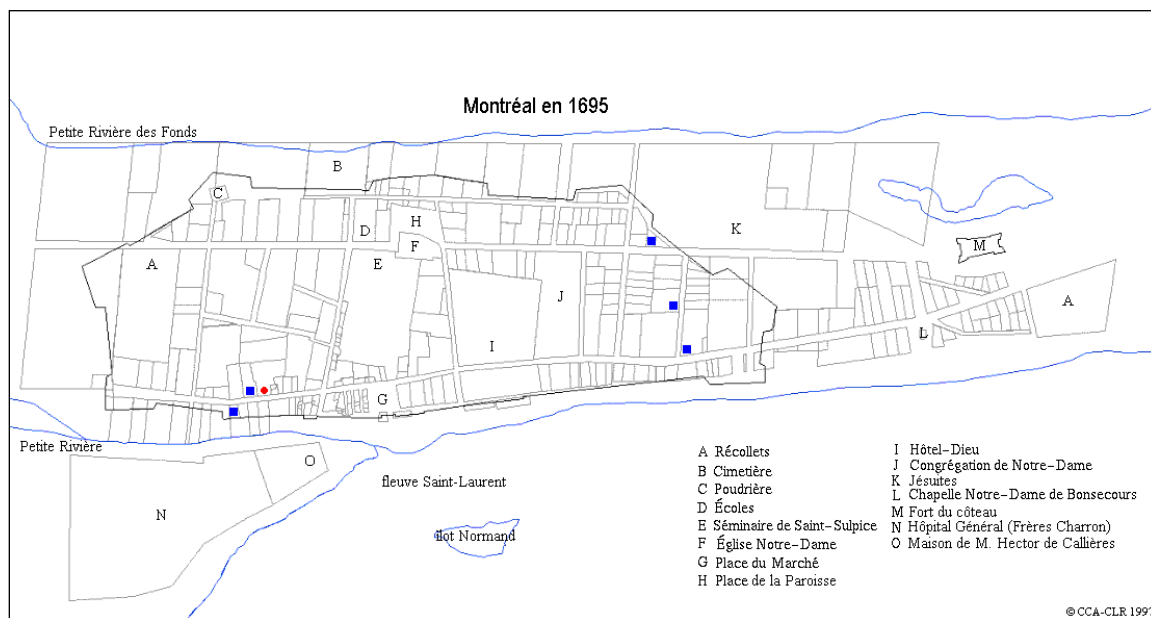 Montréal en 1695
Petite Rivière des Fonds
B
C
K
H
D
F
M
A
E
A
J
L
I
G
Petite Rivière
O
N
fleuve Saint-Laurent
îlot Normand
A Récollets
B Cimetière
C Poudrière
D Écoles
E Séminaire de Saint-Sulpice
F Église Notre-Dame
G Place du Marché
H Place de la Paroisse
I Hôtel-Dieu
J Congrégation de Notre-Dame
K Jésuites
L Chapelle Notre-Dame de Bonsecours
M Fort du côteau
N Hôpital Général (Frères Charron)
O Maison de M. Hector de Callières
©CCA-CLR 1997